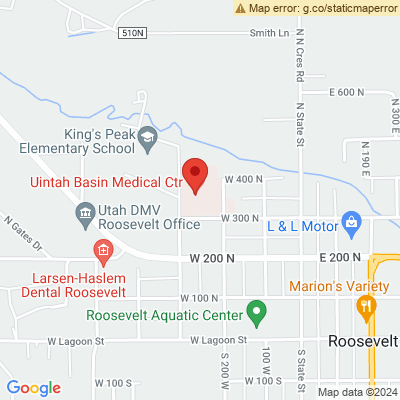 Map error: g.co/staticmaperror
510N
Smith Ln
N N Cres Rd
E 600 N
N 300 E
N State St
N 190 E
King's Peak
Elementary School
Uintah Basin Medical Ctr
W 400 N
Utah DMV
Roosevelt Office
W 300 N
L & L Motor
N Gates Dr
W 200 N
E 200 N
Larsen-Haslem
Dental Roosevelt
Marion's Variety
W 100 N
Roosevelt Aquatic Center
W Lagoon St
W Lagoon St
Roosevelt
S 200 W
100 W
S State St
Google
W 100 S
W 100 S
Map data ©2024